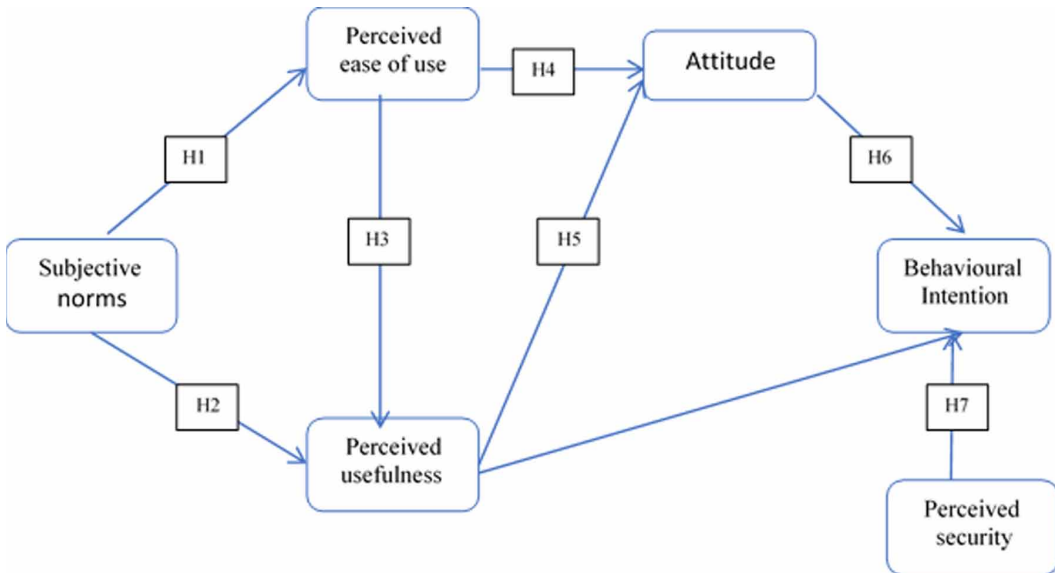 Perceived
ease of use
H4
Attitude
H1
H6
H3
H5
Subjective
norms
Behavioural
Intention
H2
H7
Perceived
usefulness
Perceived
security